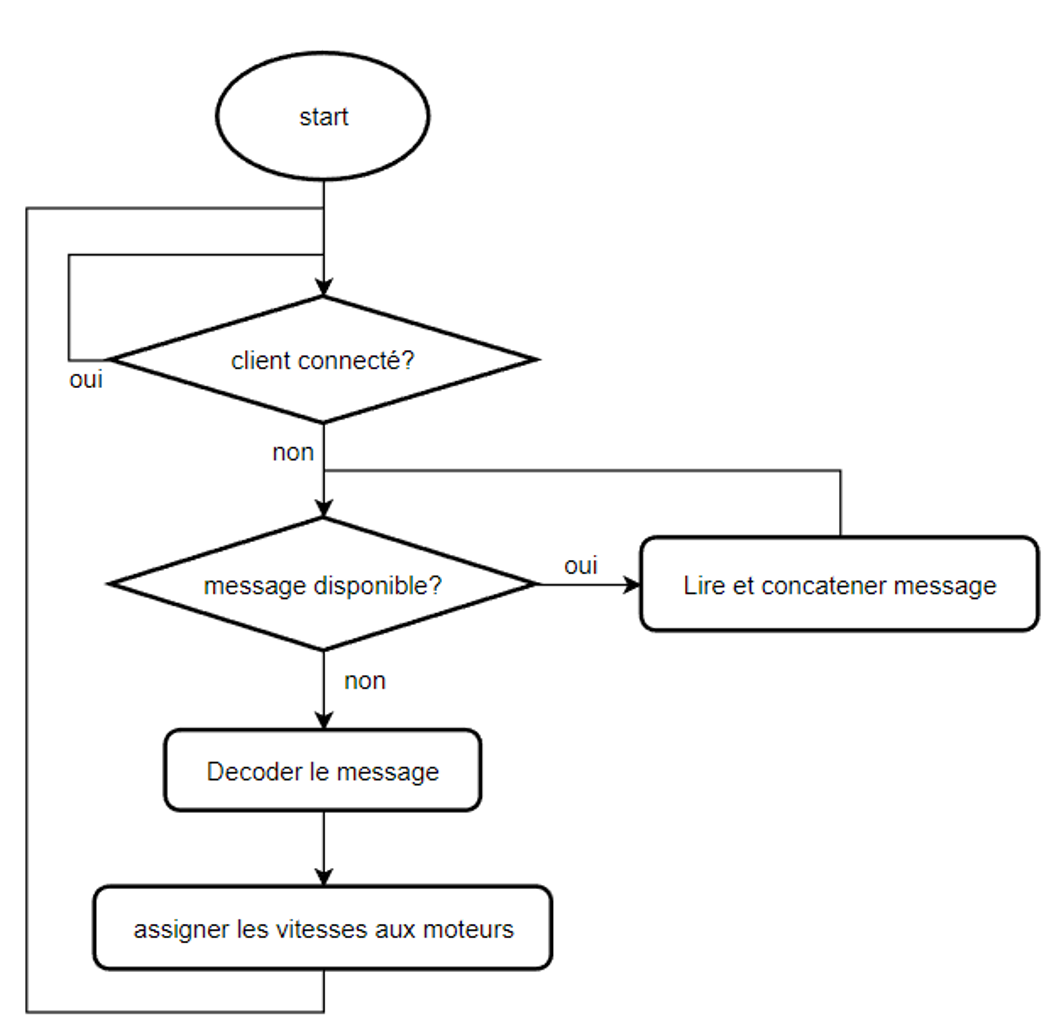 start
client connecté?
oui
non
message disponible?
oui
Lire et concatener message
non
Decoder le message
assigner les vitesses aux moteurs